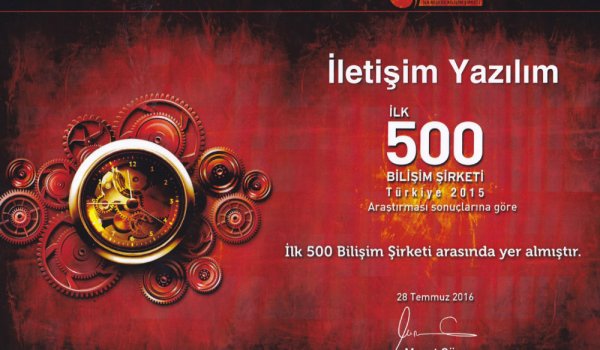 İletişim Yazılım
İLK
500
BİLİŞİM ŞİRKETİ
Türkiye 2015
Araştırması sonuçlarına göre
İlk 500 Bilişim Şirketi arasında yer almıştır.
28 Temmuz 2016
12